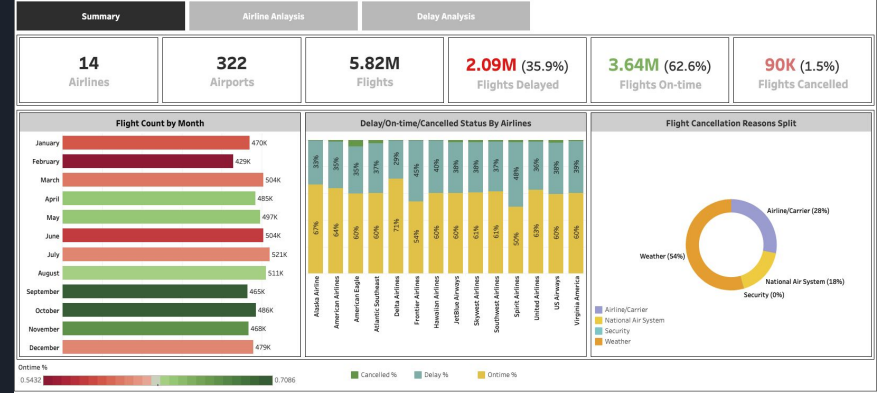 Summary
Airline Anlaysis
Delay Analysis
14
Airlines
322
Airports
5.82M
Flights
2.09M (35.9%)
Flights Delayed
3.64M (62.6%)
Flights On-time
90K (1.5%)
Flights Cancelled
Flight Count by Month
January 470K
February 429K
March 504K
April 485K
May 497K
June 504K
July 521K
August 511K
September 465K
October 486K
November 468K
December 479K
Delay/On-time/Cancelled Status By Airlines
33% 35% 35% 37% 29% 45% 40% 38% 38% 37% 48% 36% 38% 39%
67% 64% 60% 60% 71% 54% 60% 60% 61% 61% 50% 63% 60% 60%
Alaska Airline
American Airlines
American Eagle
Atlantic Southeast
Delta Airlines
Frontier Airlines
Hawaiian Airlines
JetBlue Airways
Skywest Airlines
Southwest Airlines
Spirit Airlines
United Airlines
US Airways
Virginia America
Flight Cancellation Reasons Split
Airline/Carrier (28%)
Weather (54%)
National Air System (18%)
Security (0%)
Airline/Carrier
National Air System
Security
Weather
Ontime %
0.5432 0.7086
Cancelled % Delay % Ontime %